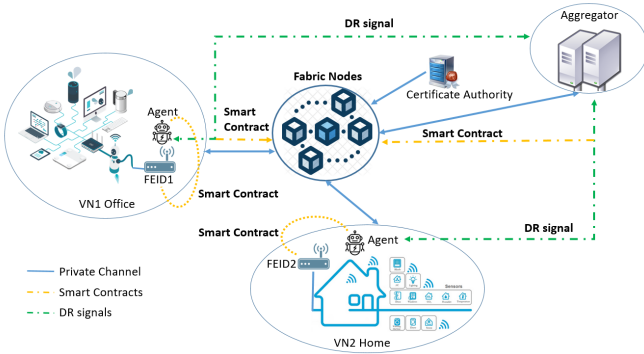 DR signal
Aggregator
Fabric Nodes
Certificate Authority
Agent
Smart
Contract
Smart Contract
FEID1
Smart Contract
VN1 Office
Smart Contract
DR signal
Agent
FEID2
Sensors
Private Channel
Smart Contracts
DR signals
VN2 Home